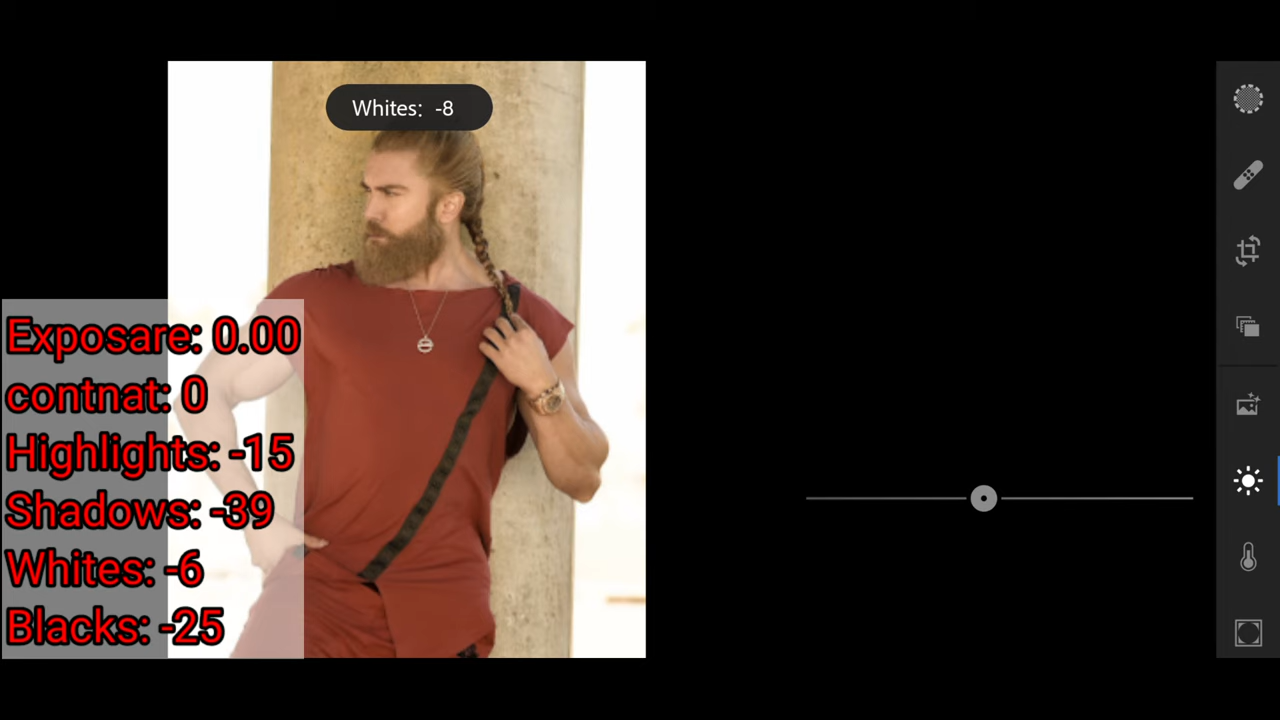 Whites: -8
Exposare: 0.00
contnat: 0
Highlights: -15
Shadows: -39
Whites: -6
Blacks: -25